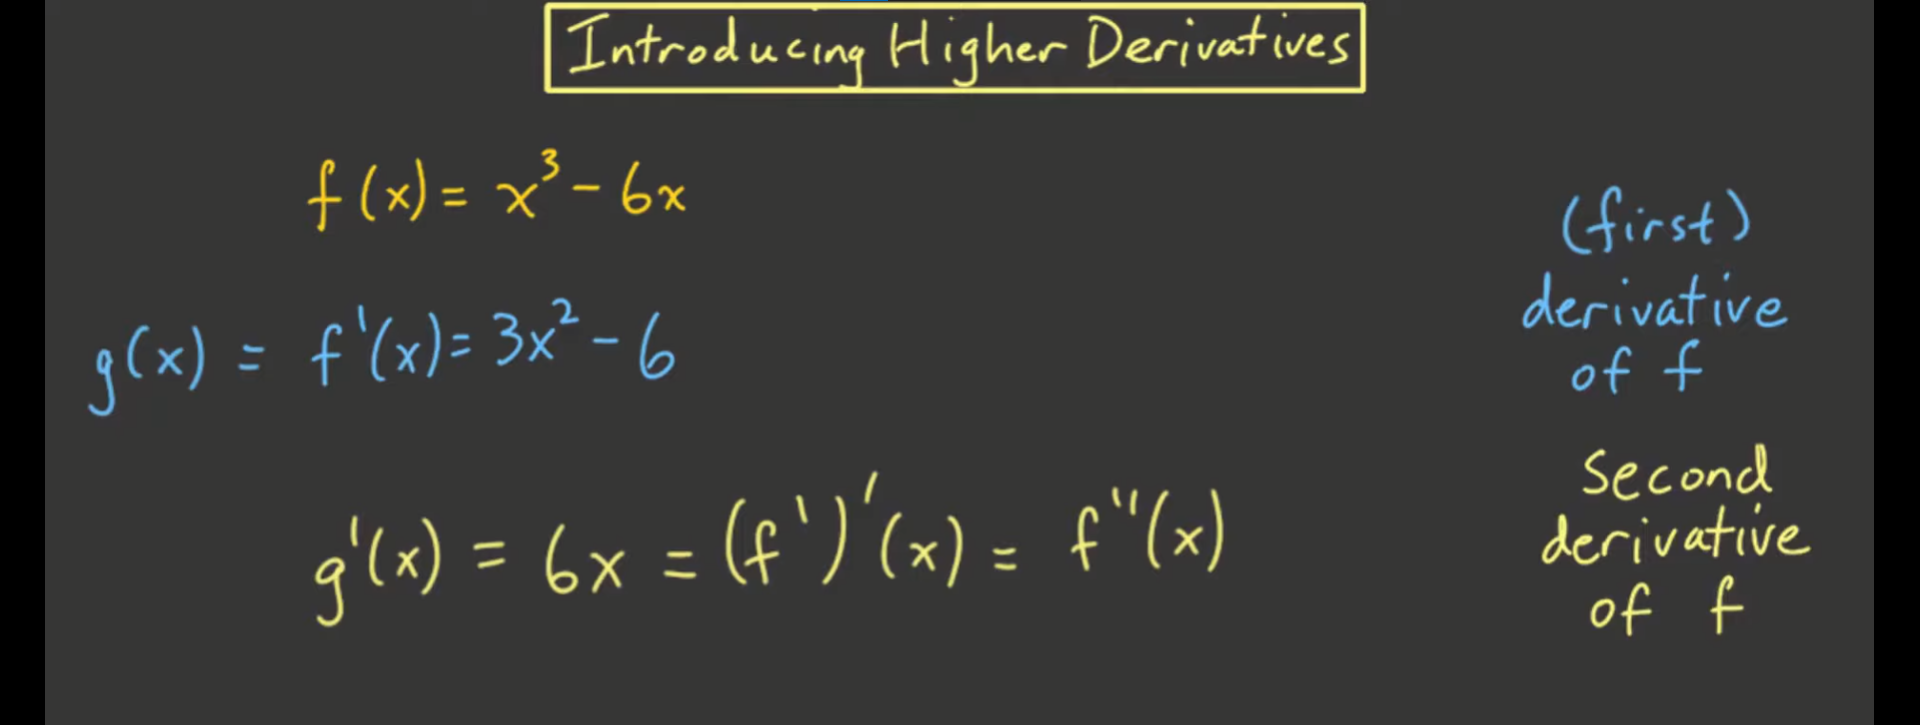 Introducing Higher Derivatives
f(x) = x³ - 6x
(first)
derivative
of f
g(x) = f'(x) = 3x² - 6
second
derivative
of f
g'(x) = 6x = (f')'(x) = f''(x)